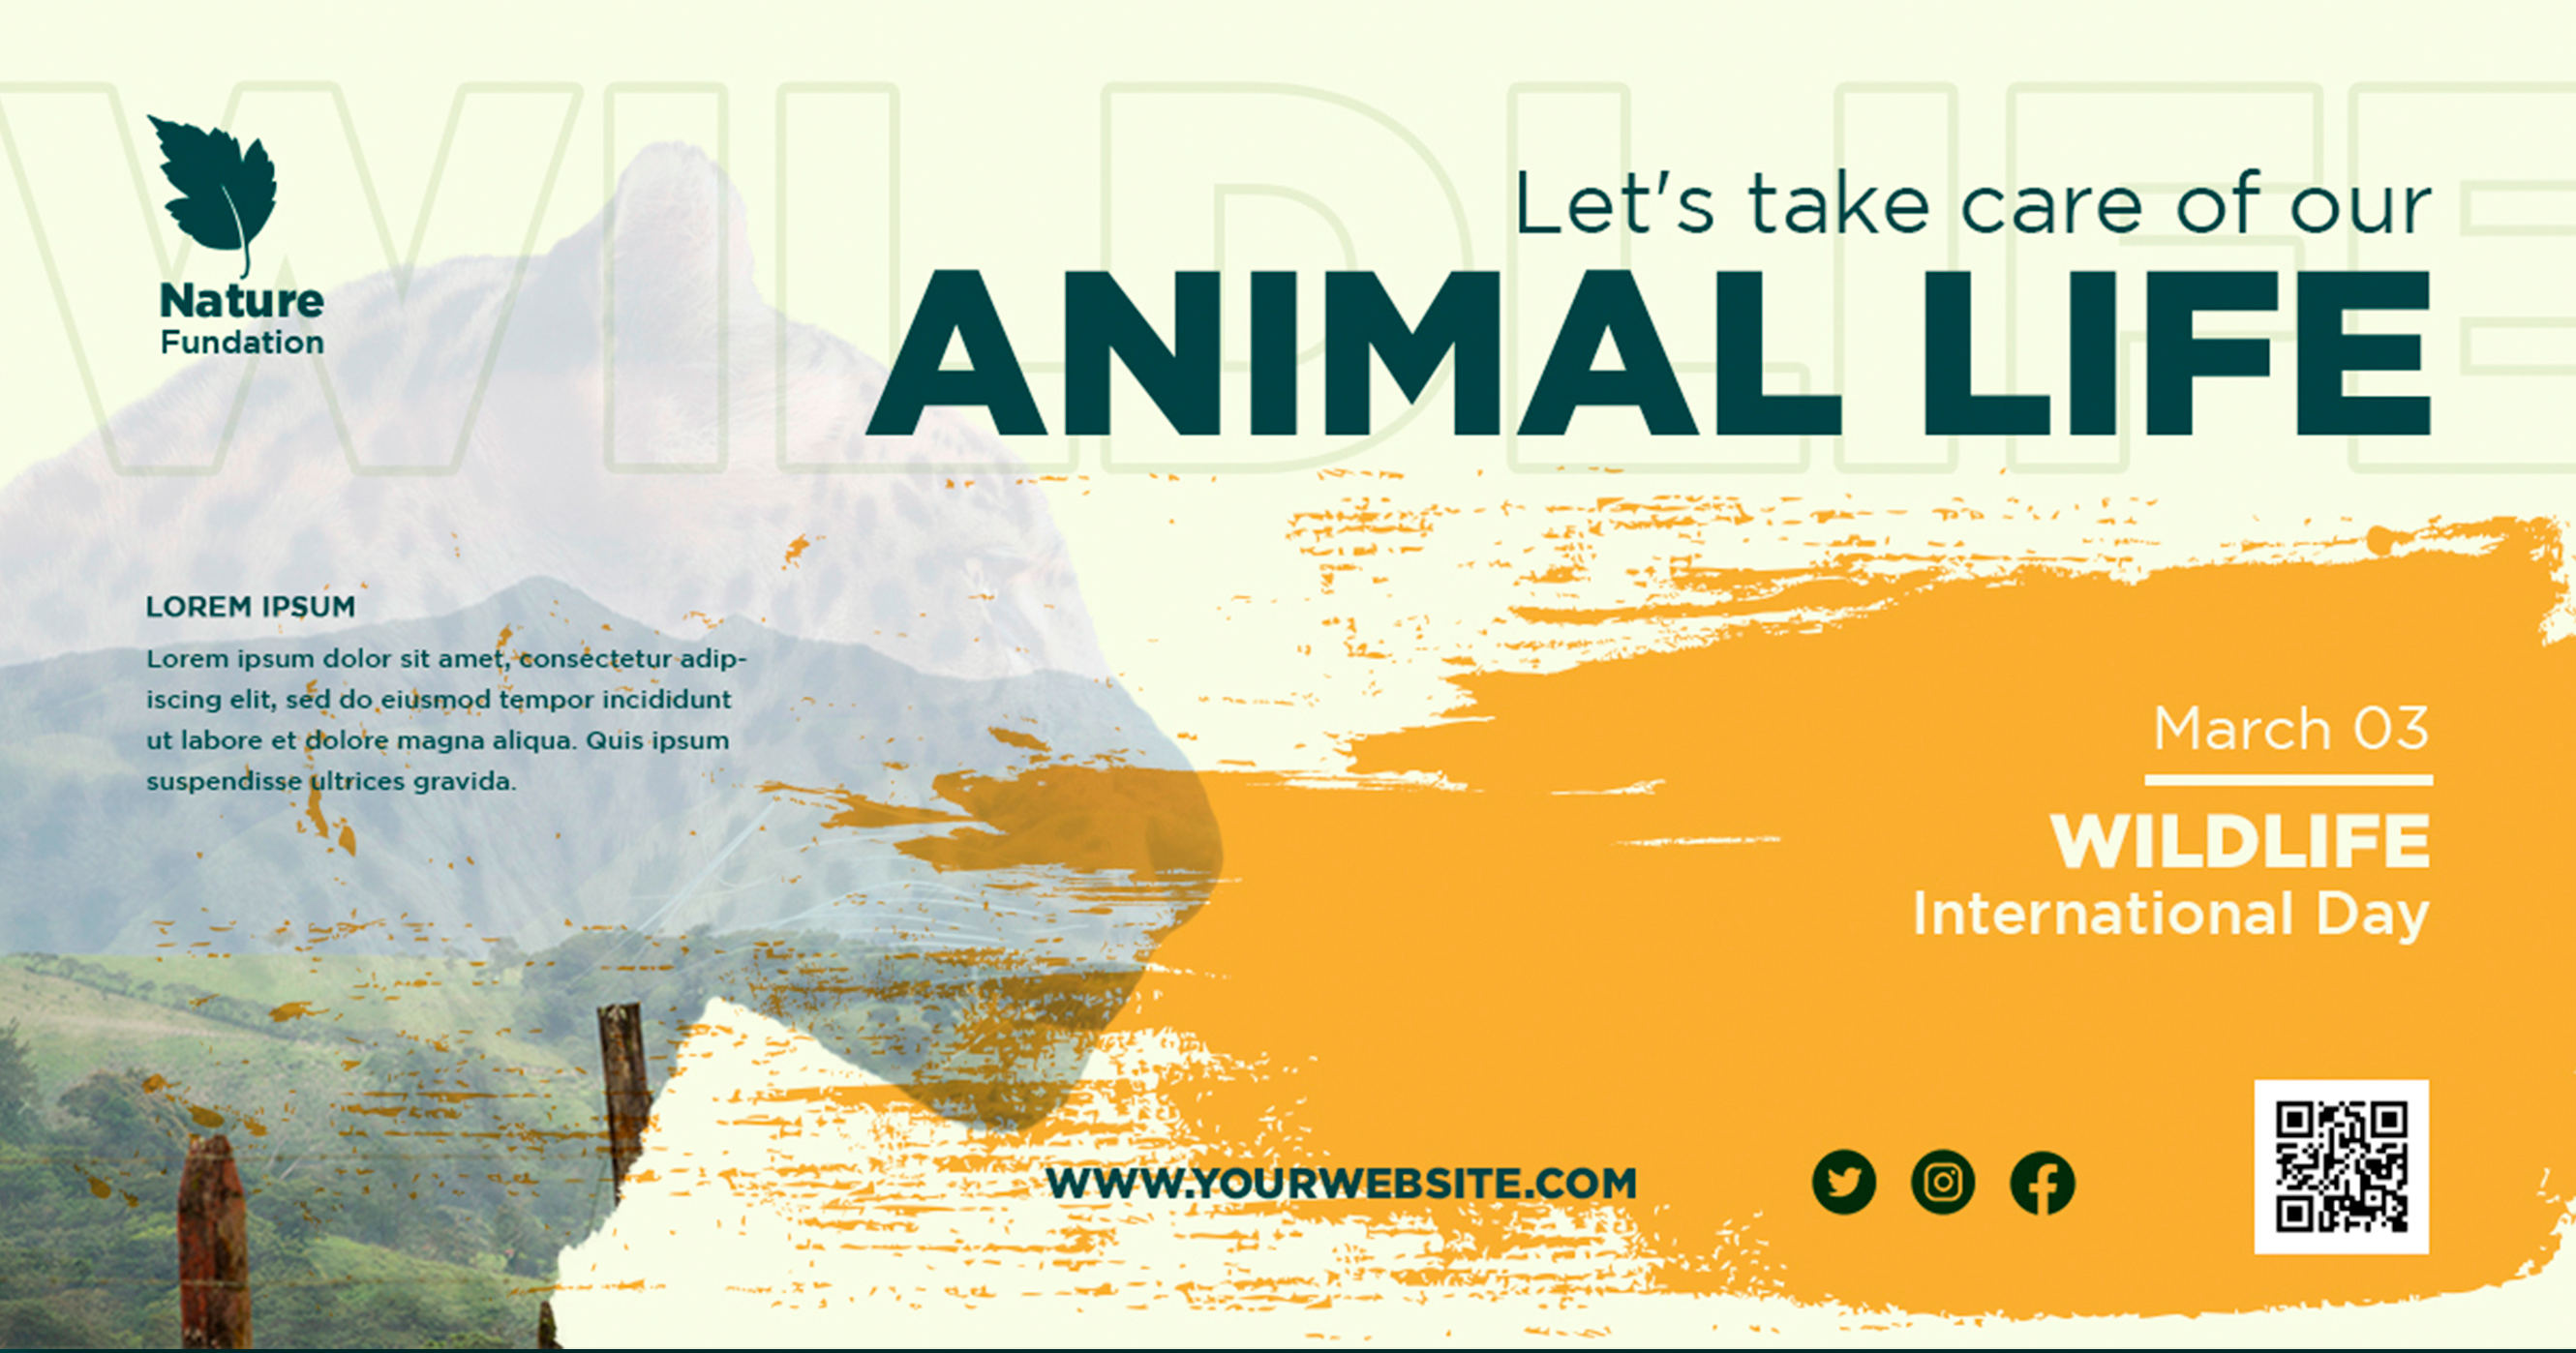 WILDLIFE
Nature
Fundation
Let's take care of our
ANIMAL LIFE
LOREM IPSUM
Lorem ipsum dolor sit amet, consectetur adip-
iscing elit, sed do eiusmod tempor incididunt
ut labore et dolore magna aliqua. Quis ipsum
suspendisse ultrices gravida.
March 03
WILDLIFE
International Day
WWW.YOURWEBSITE.COM